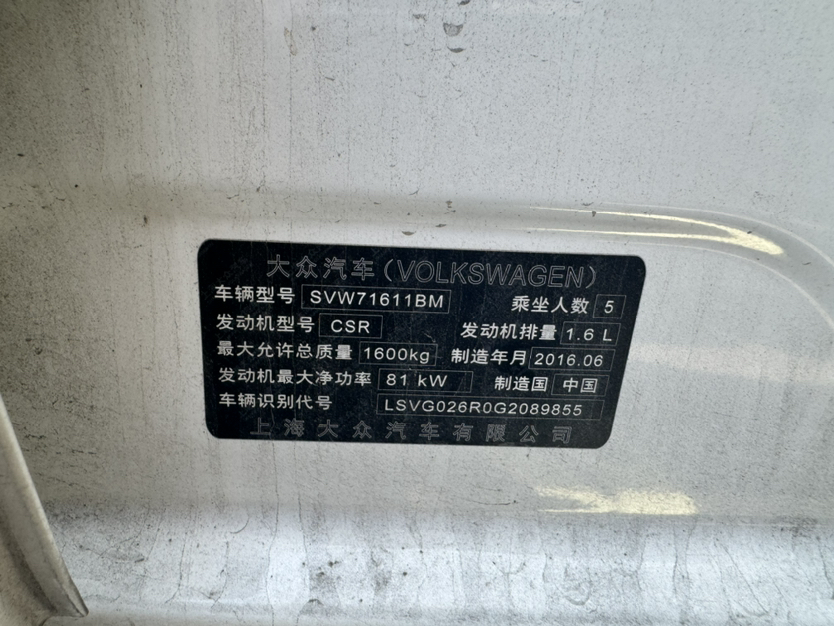 大众汽车(VOLKSWAGEN)
车辆型号 SVW71611BM 乘坐人数 5
发动机型号 CSR 发动机排量 1.6 L
最大允许总质量 1600kg 制造年月 2016.06
发动机最大净功率 81 kW 制造国 中国
车辆识别代号 LSVG026R0G2089855
上海大众汽车有限公司